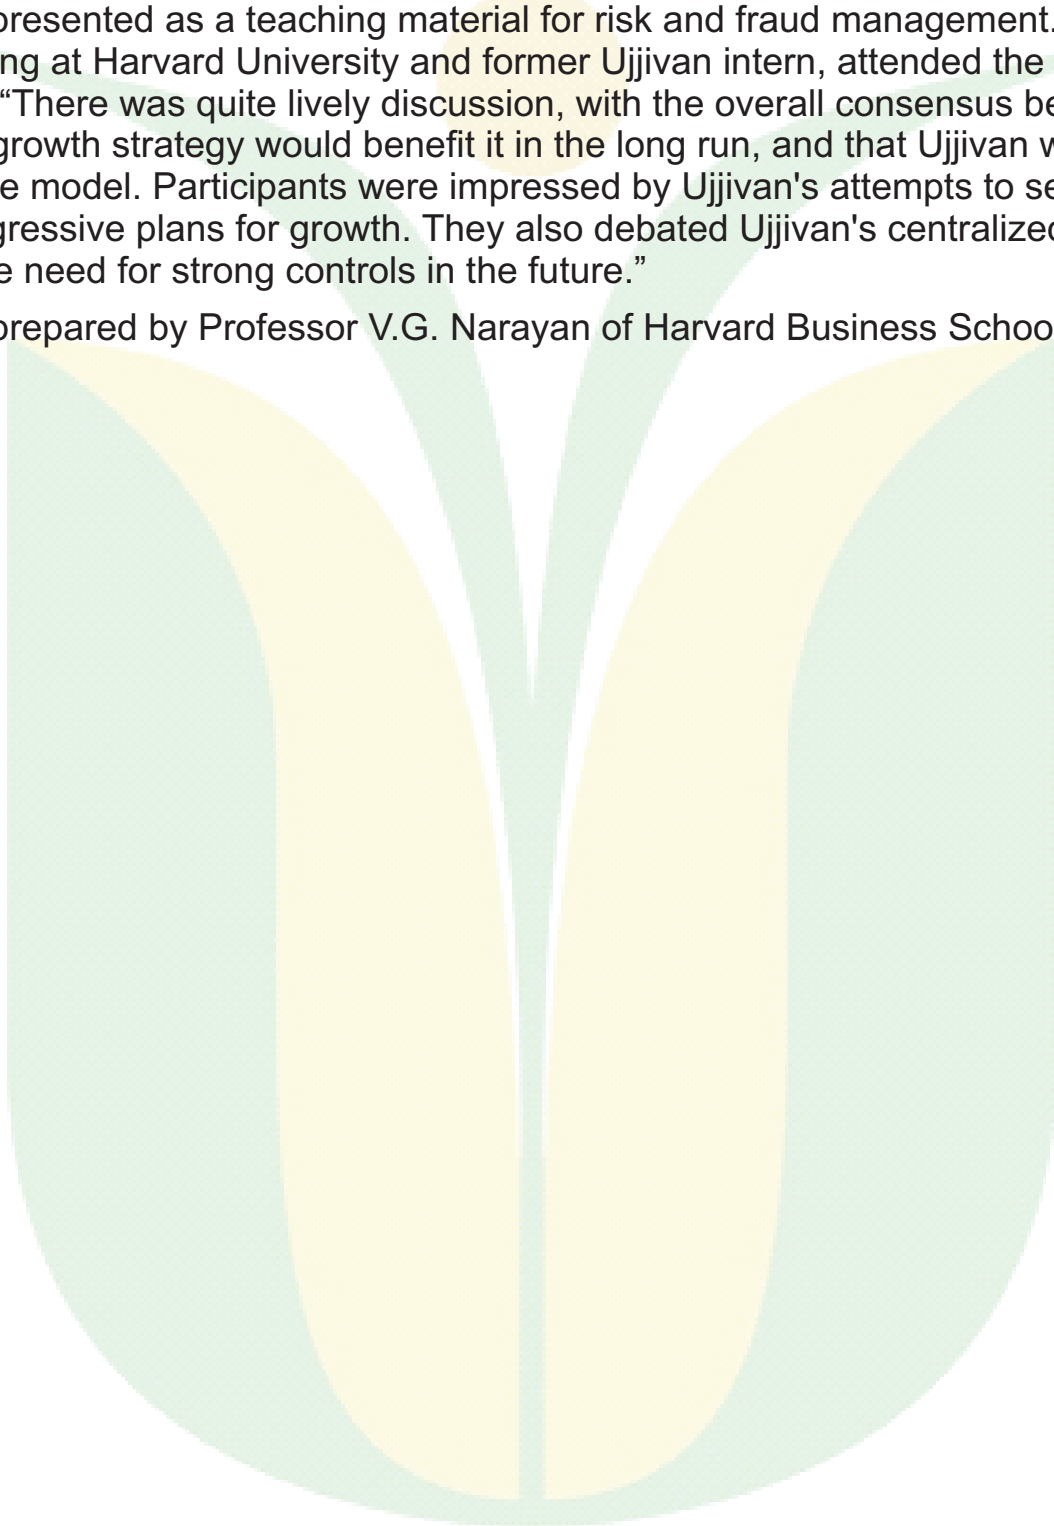 presented as a teaching material for risk and fraud management.
ng at Harvard University and former Ujjivan intern, attended the
“There was quite lively discussion, with the overall consensus be
growth strategy would benefit it in the long run, and that Ujjivan w
e model. Participants were impressed by Ujjivan's attempts to se
gressive plans for growth. They also debated Ujjivan's centralized
e need for strong controls in the future.”
prepared by Professor V.G. Narayan of Harvard Business Schoo